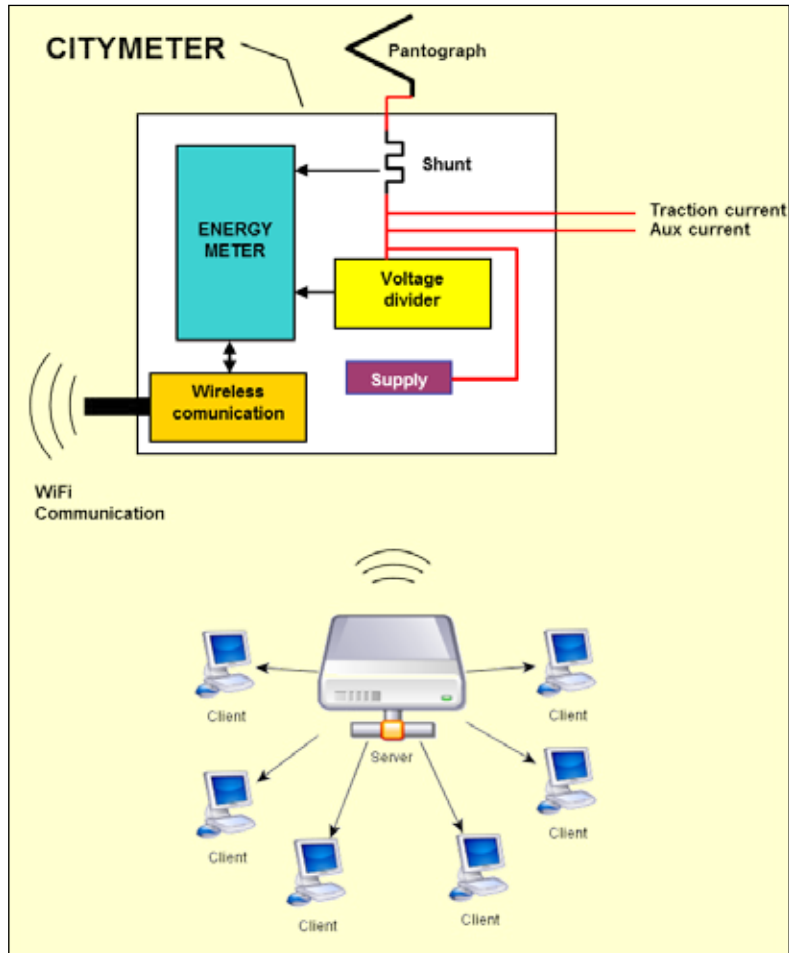 CITYMETER
Pantograph
Shunt
ENERGY
METER
Traction current
Aux current
Voltage
divider
Supply
Wireless
comunication
WiFi
Communication
Client
Client
Server
Client
Client
Client
Client